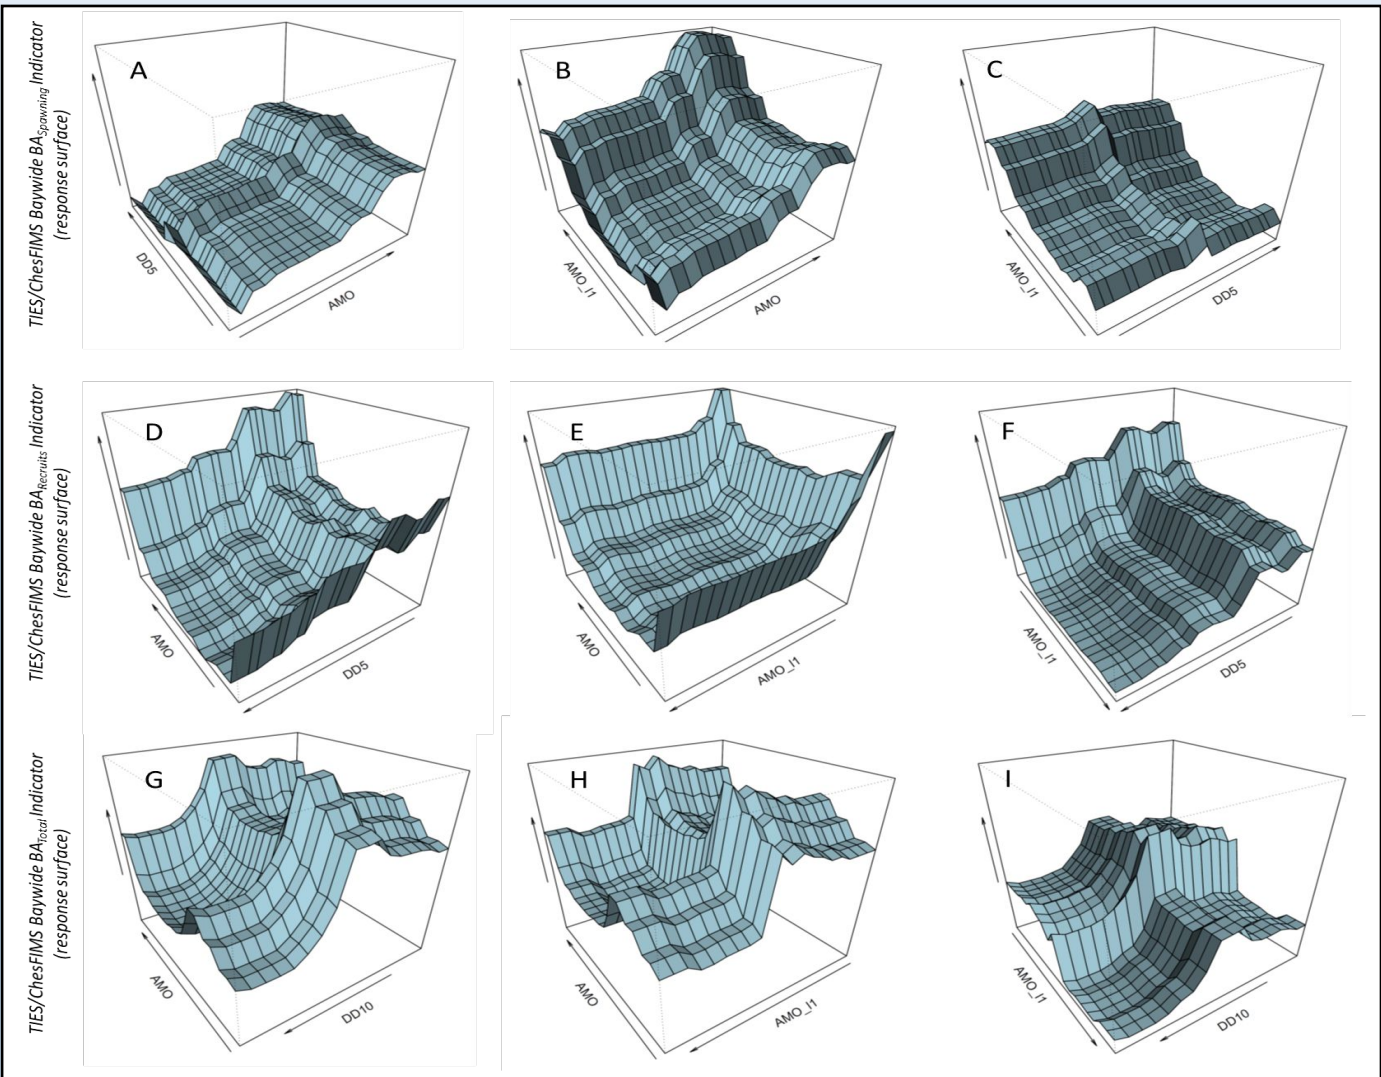 TIES/ChesFIMS Baywide BASpawning Indicator
(response surface)
A
DD5
AMO
B
AMO_l1
AMO
C
AMO_l1
DD5
TIES/ChesFIMS Baywide BARecruits Indicator
(response surface)
D
AMO
DD5
E
AMO
AMO_l1
F
AMO_l1
DD5
TIES/ChesFIMS Baywide BATotal Indicator
(response surface)
G
AMO
DD10
H
AMO
AMO_l1
I
AMO_l1
DD10